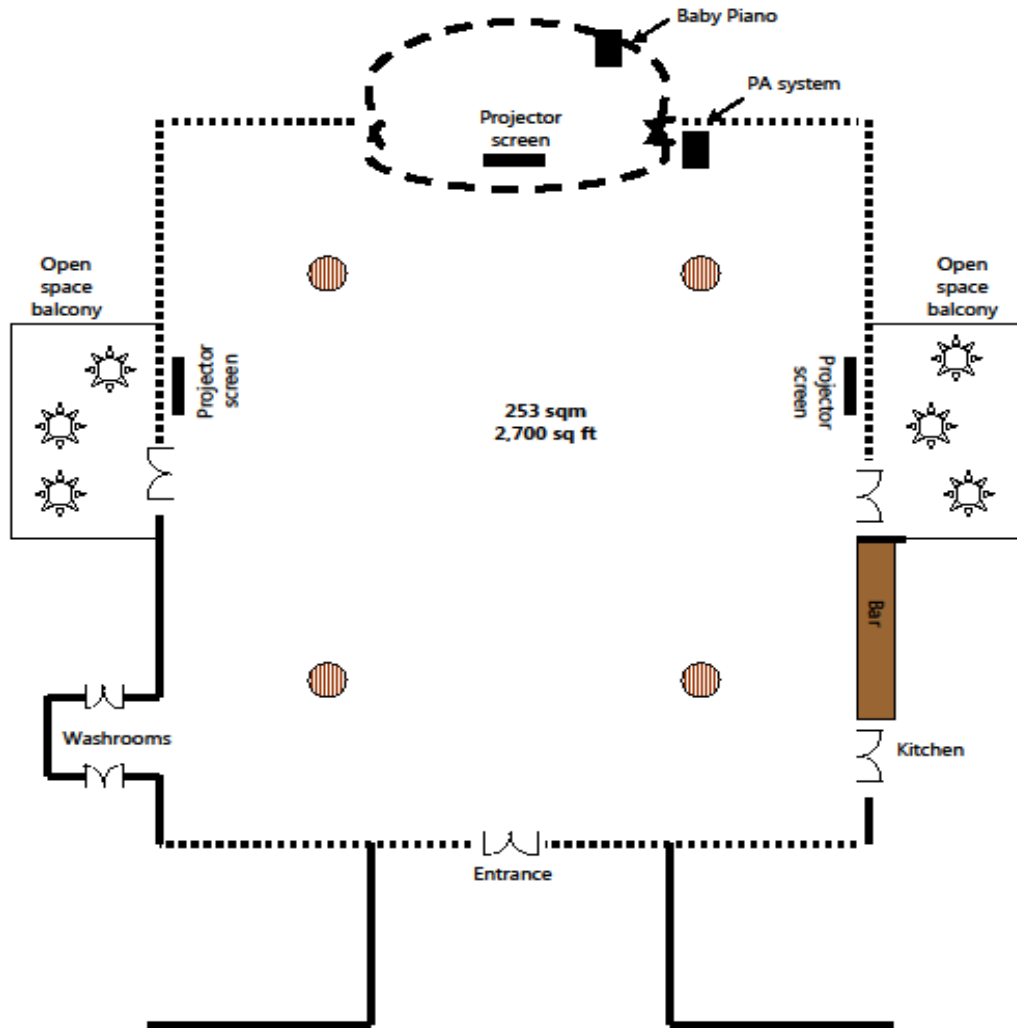 Baby Piano
PA system
Projector
screen
Open
space
balcony
Open
space
balcony
Projector
screen
Projector
screen
253 sqm
2,700 sq ft
Bar
Washrooms
Kitchen
Entrance